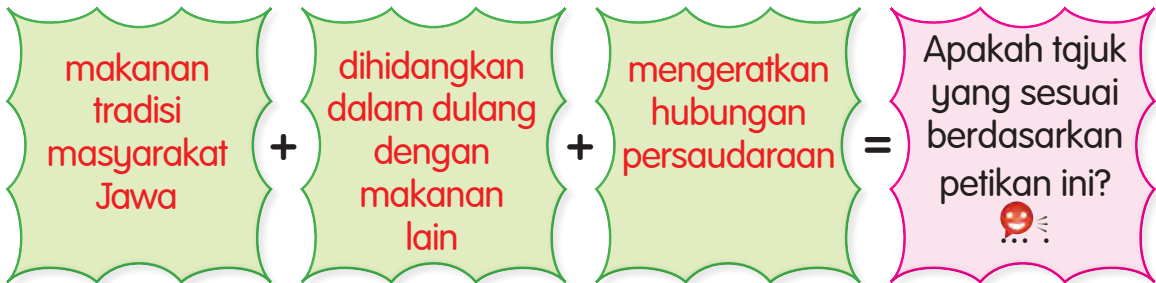 makanan
tradisi
masyarakat
Jawa
+
dihidangkan
dalam dulang
dengan
makanan
lain
+
mengeratkan
hubungan
persaudaraan
=
Apakah tajuk
yang sesuai
berdasarkan
petikan ini?
... .